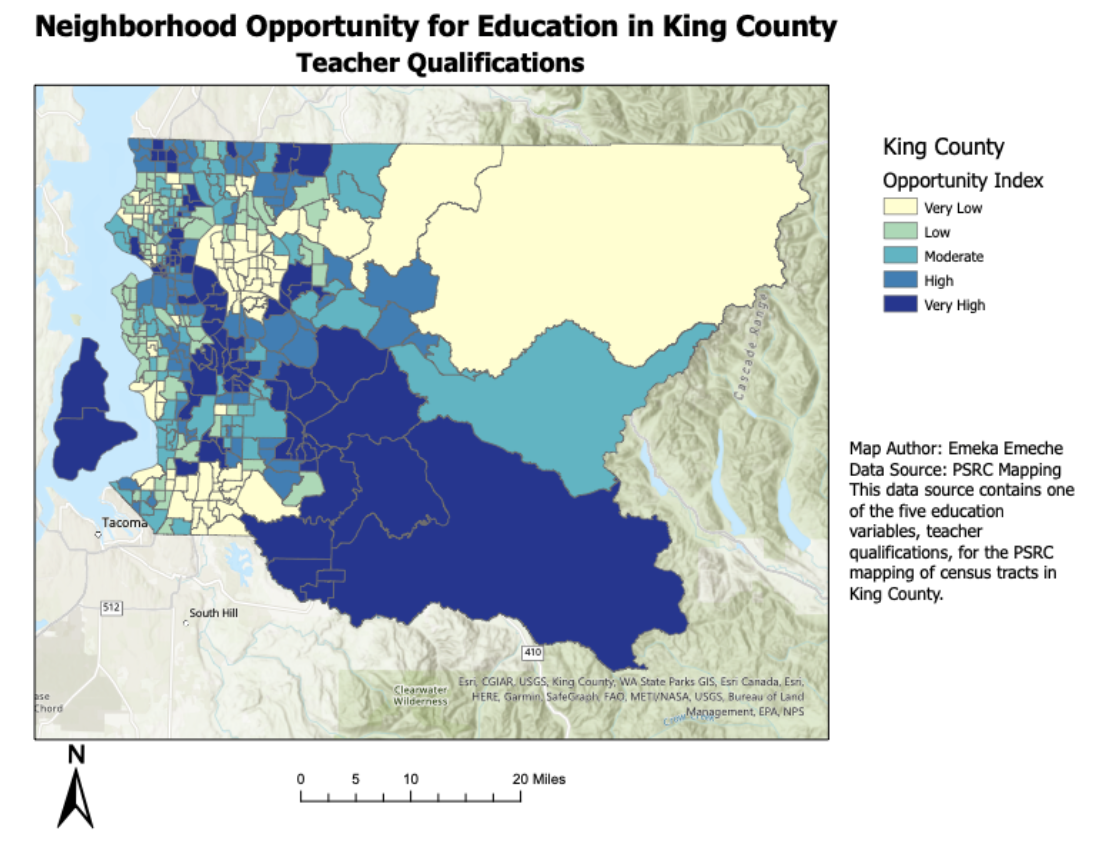 Neighborhood Opportunity for Education in King County
Teacher Qualifications
King County
Opportunity Index
Very Low
Low
Moderate
High
Very High
Cascade Range
Map Author: Emeka Emeche
Data Source: PSRC Mapping
This data source contains one
of the five education
variables, teacher
qualifications, for the PSRC
mapping of census tracts in
King County.
Tacoma
512
South Hill
410
Clearwater
Wilderness
ase
Chord
Esri, CGIAR, USGS, King County, WA State Parks GIS, Esri Canada, Esri,
HERE, Garmin, SafeGraph, FAO, METI/NASA, USGS, Bureau of Land
Management, EPA, NPS
N
0 5 10 20 Miles